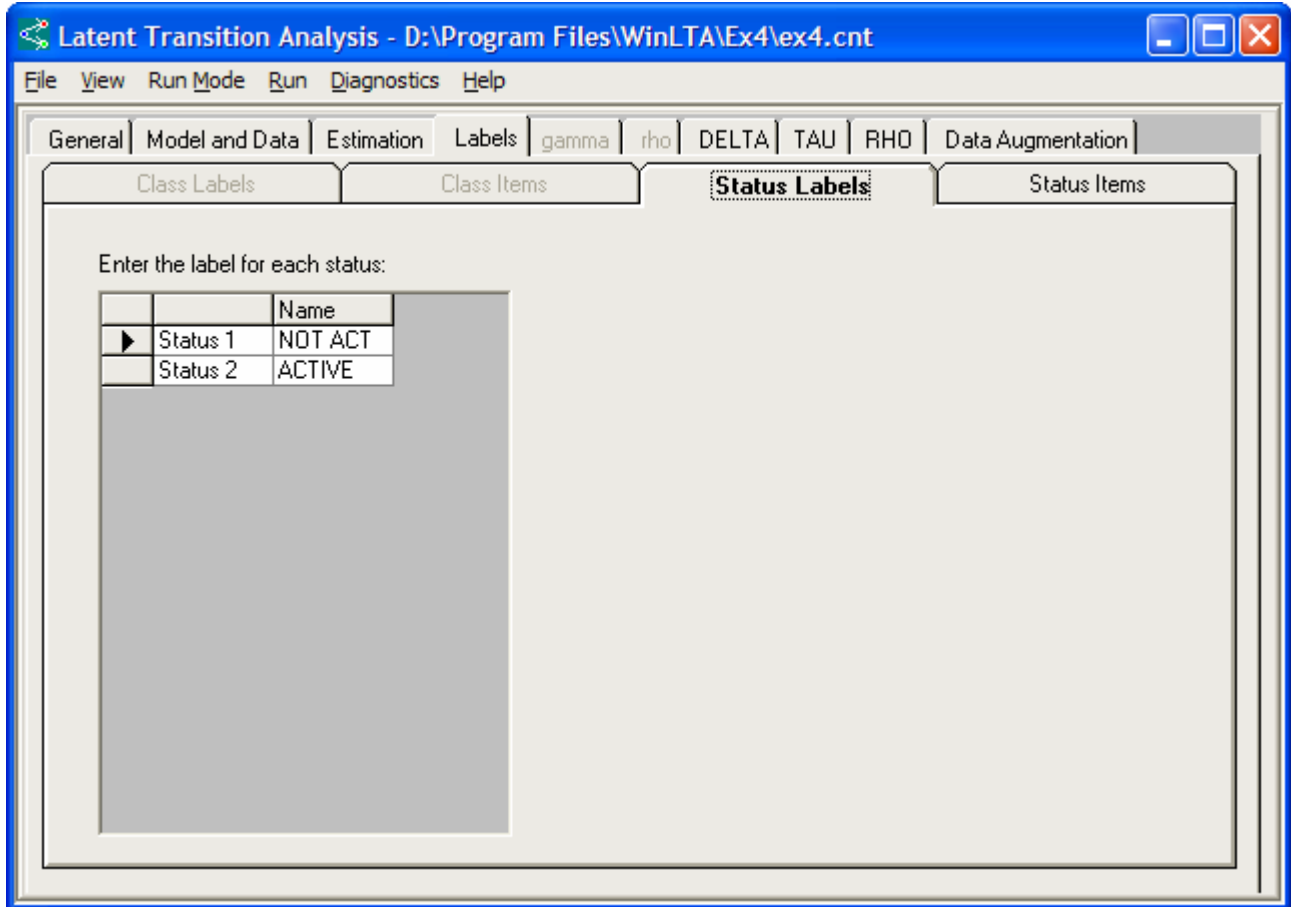 Latent Transition Analysis - D:\Program Files\WinLTA\Ex4\ex4.cnt
File View Run Mode Run Diagnostics Help
General Model and Data Estimation Labels gamma rho DELTA TAU RHO Data Augmentation
Class Labels Class Items Status Labels Status Items
Enter the label for each status:
Name
Status 1 NOT ACT
Status 2 ACTIVE